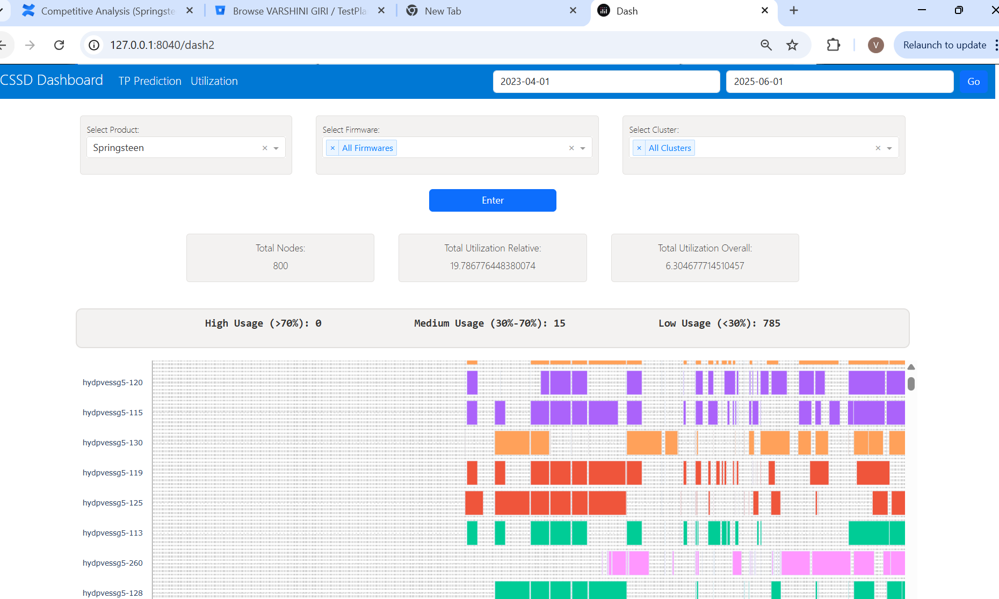 Competitive Analysis (Springste
Browse VARSHINI GIRI / TestPla
New Tab
Dash
127.0.0.1:8040/dash2
V
Relaunch to update
CSSD Dashboard
TP Prediction
Utilization
2023-04-01
2025-06-01
Go
Select Product:
Springsteen
Select Firmware:
All Firmwares
Select Cluster:
All Clusters
Enter
Total Nodes:
800
Total Utilization Relative:
19.786776448380074
Total Utilization Overall:
6.304677714510457
High Usage (>70%): 0
Medium Usage (30%-70%): 15
Low Usage (<30%): 785
hydpvessg5-120
hydpvessg5-115
hydpvessg5-130
hydpvessg5-119
hydpvessg5-125
hydpvessg5-113
hydpvessg5-260
hydpvessg5-128